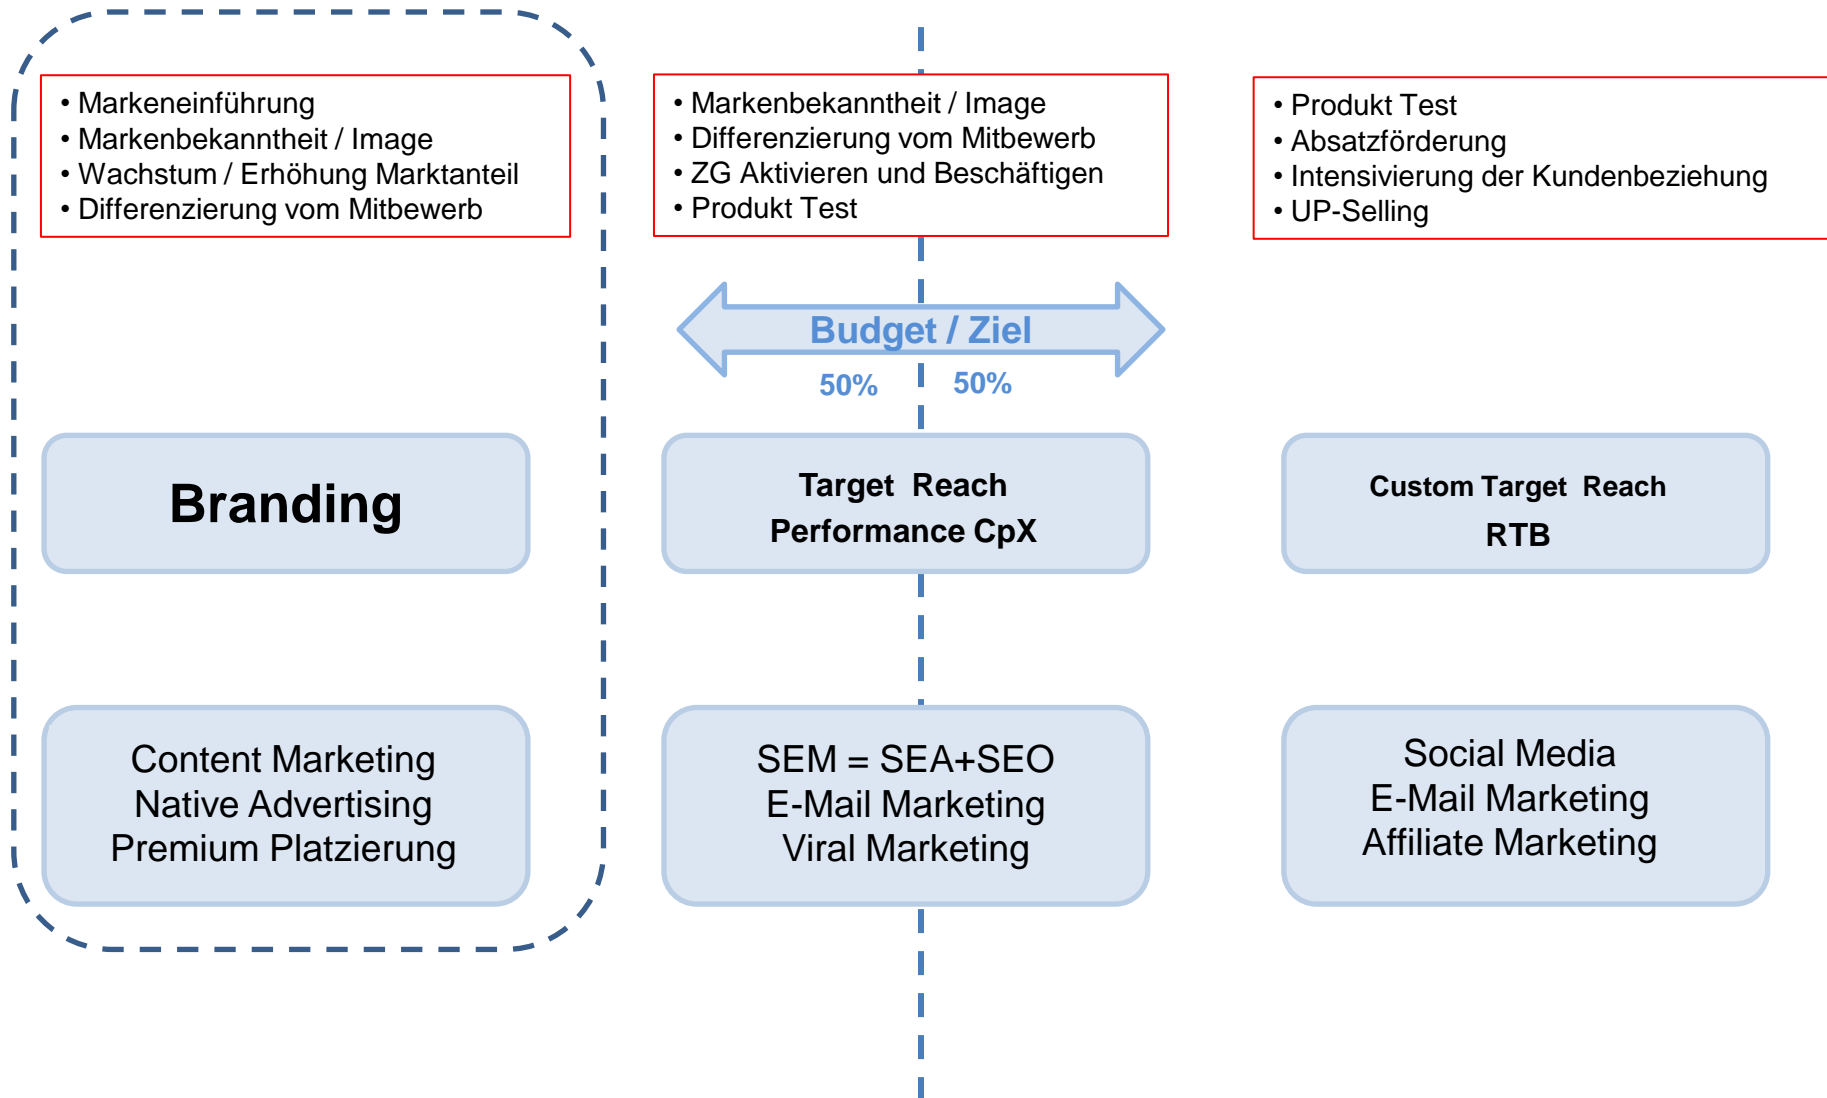 • Markeneinführung
• Markenbekanntheit / Image
• Wachstum / Erhöhung Marktanteil
• Differenzierung vom Mitbewerb
• Markenbekanntheit / Image
• Differenzierung vom Mitbewerb
• ZG Aktivieren und Beschäftigen
• Produkt Test
• Produkt Test
• Absatzförderung
• Intensivierung der Kundenbeziehung
• UP-Selling
Budget / Ziel
50% 50%
Branding
Target Reach
Performance CpX
Custom Target Reach
RTB
Content Marketing
Native Advertising
Premium Platzierung
SEM = SEA+SEO
E-Mail Marketing
Viral Marketing
Social Media
E-Mail Marketing
Affiliate Marketing